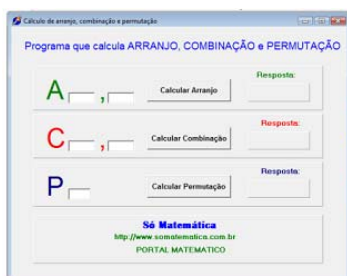 Cálculo de arranjo, combinação e permutação
Programa que calcula ARRANJO, COMBINAÇÃO e PERMUTAÇÃO
A , Calcular Arranjo Resposta:
C , Calcular Combinação Resposta:
P Calcular Permutação Resposta:
Só Matemática
http://www.somatematica.com.br
PORTAL MATEMATICO